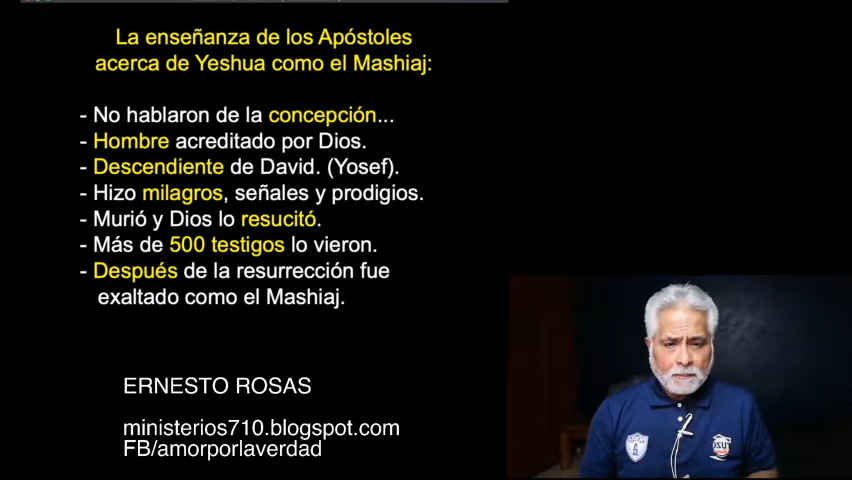 La enseñanza de los Apóstoles
acerca de Yeshua como el Mashiaj:
- No hablaron de la concepción...
- Hombre acreditado por Dios.
- Descendiente de David. (Yosef).
- Hizo milagros, señales y prodigios.
- Murió y Dios lo resucitó.
- Más de 500 testigos lo vieron.
- Después de la resurrección fue
exaltado como el Mashiaj.
ERNESTO ROSAS
ministerios710.blogspot.com
FB/amorporlaverdad